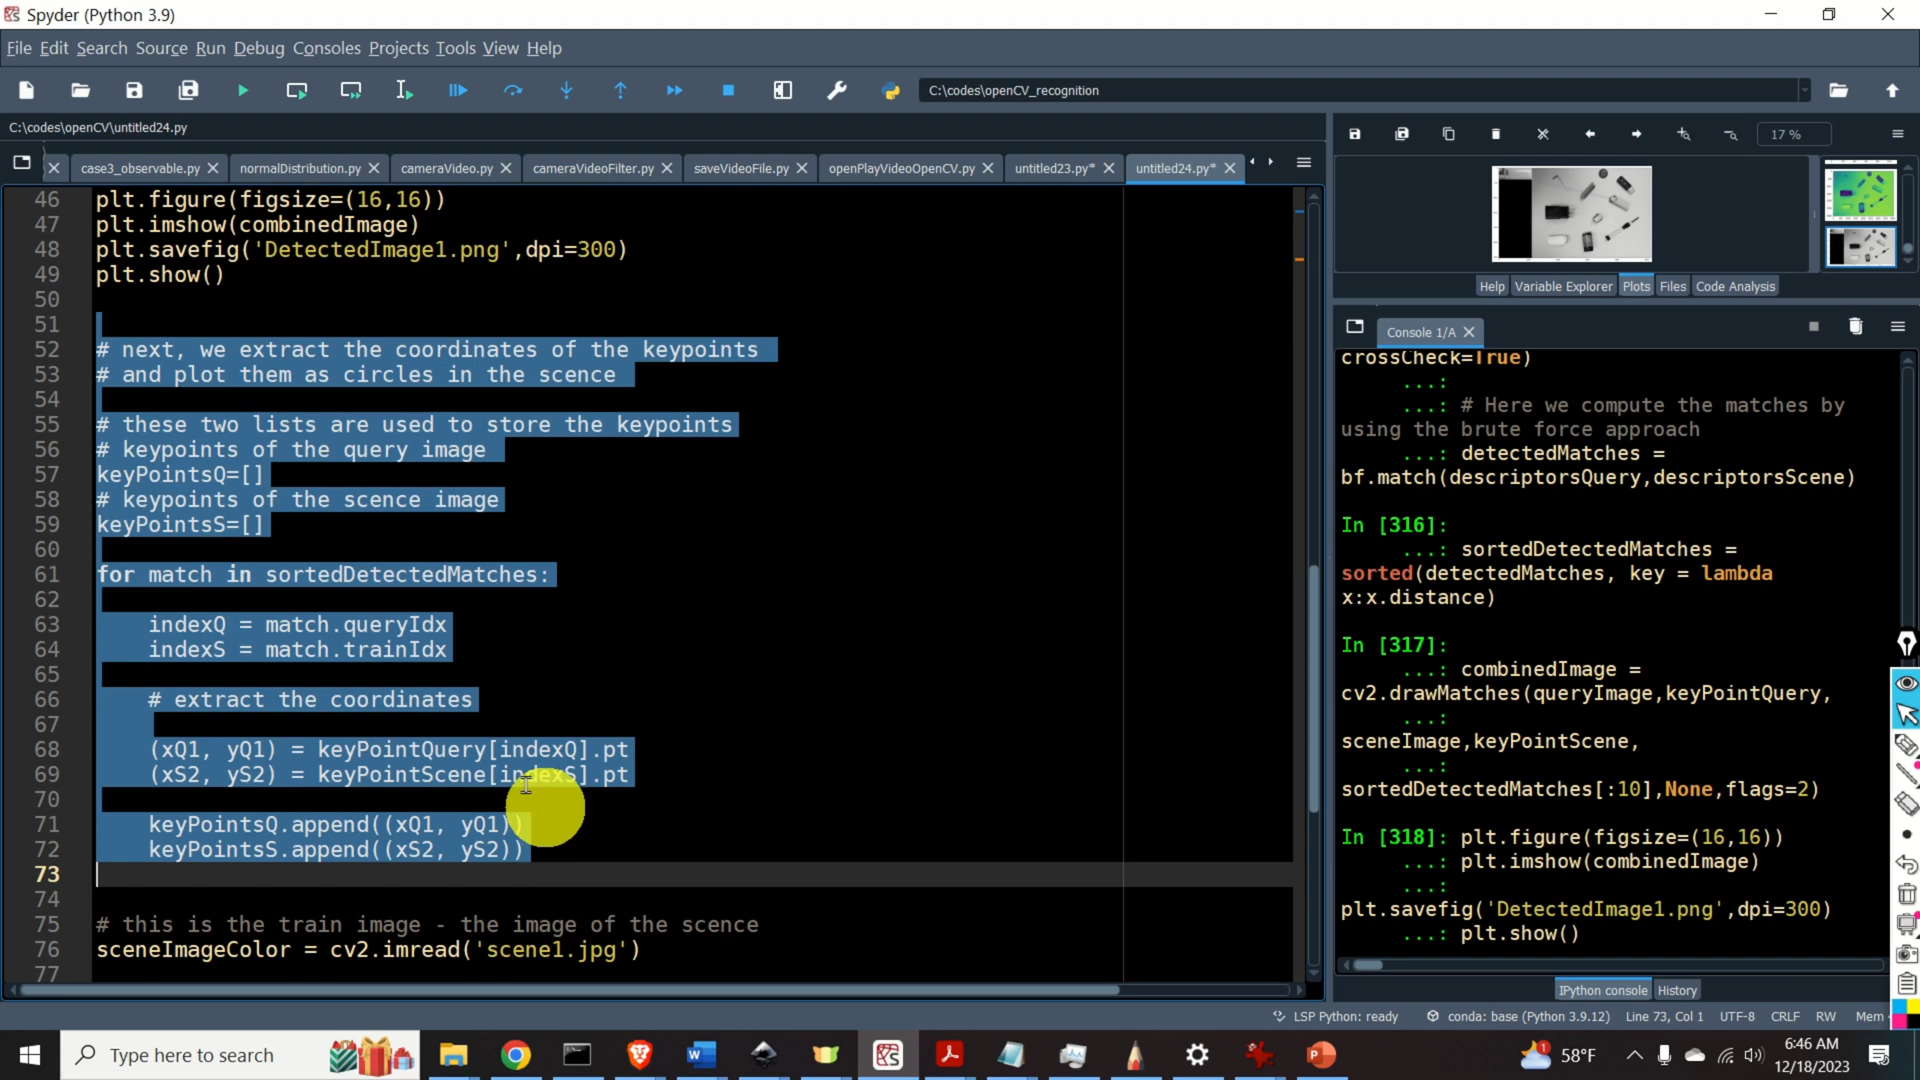 Spyder (Python 3.9)
File Edit Search Source Run Debug Consoles Projects Tools View Help
C:\codes\openCV_recognition
C:\codes\openCV\untitled24.py
17 %
case3_observable.py
normalDistribution.py
cameraVideo.py
cameraVideoFilter.py
saveVideoFile.py
openPlayVideoOpenCV.py
untitled23.py*
untitled24.py*
46 plt.figure(figsize=(16,16))
47 plt.imshow(combinedImage)
48 plt.savefig('DetectedImage1.png',dpi=300)
49 plt.show()
50
51
52 # next, we extract the coordinates of the keypoints
53 # and plot them as circles in the scence
54
55 # these two lists are used to store the keypoints
56 # keypoints of the query image
57 keyPointsQ=[]
58 # keypoints of the scence image
59 keyPointsS=[]
60
61 for match in sortedDetectedMatches:
62
63 indexQ = match.queryIdx
64 indexS = match.trainIdx
65
66 # extract the coordinates
67
68 (xQ1, yQ1) = keyPointQuery[indexQ].pt
69 (xS2, yS2) = keyPointScene[indexS].pt
70
71 keyPointsQ.append((xQ1, yQ1))
72 keyPointsS.append((xS2, yS2))
73
74
75 # this is the train image - the image of the scence
76 sceneImageColor = cv2.imread('scene1.jpg')
77
Help Variable Explorer Plots Files Code Analysis
Console 1/A
crossCheck=True)
...:
...: # Here we compute the matches by
using the brute force approach
...: detectedMatches =
bf.match(descriptorsQuery,descriptorsScene)
In [316]:
...: sortedDetectedMatches =
sorted(detectedMatches, key = lambda
x:x.distance)
In [317]:
...: combinedImage =
cv2.drawMatches(queryImage,keyPointQuery,
...:
sceneImage,keyPointScene,
...:
sortedDetectedMatches[:10],None,flags=2)
In [318]: plt.figure(figsize=(16,16))
...: plt.imshow(combinedImage)
...:
plt.savefig('DetectedImage1.png',dpi=300)
...: plt.show()
IPython console History
LSP Python: ready conda: base (Python 3.9.12) Line 73, Col 1 UTF-8 CRLF RW Mem
Type here to search
1
58°F
6:46 AM
12/18/2023